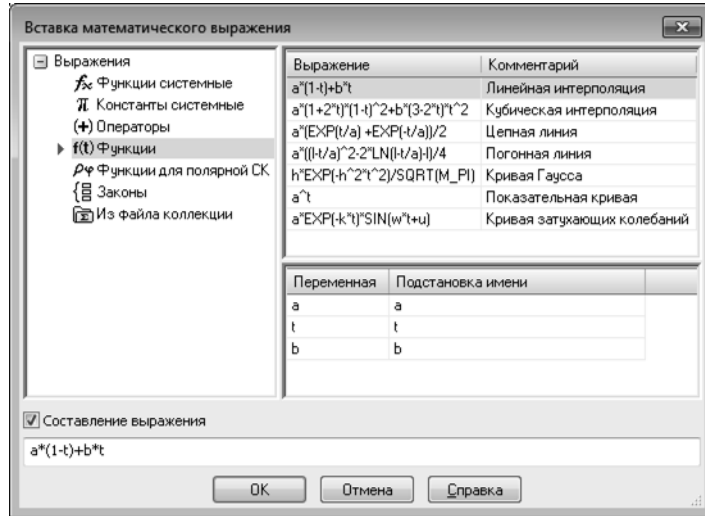 Вставка математического выражения
Выражения
fx Функции системные
π Константы системные
(+) Операторы
f(t) Функции
ρφ Функции для полярной СК
Законы
Из файла коллекции
Выражение Комментарий
a*(1-t)+b*t Линейная интерполяция
a*(1+2*t)*(1-t)^2+b*(3-2*t)*t^2 Кубическая интерполяция
a*(EXP(t/a) +EXP(-t/a))/2 Цепная линия
a*((l-t/a)^2-2*LN(l-t/a)-l)/4 Погонная линия
h*EXP(-h^2*t^2)/SQRT(M_PI) Кривая Гаусса
a^t Показательная кривая
a*EXP(-k*t)*SIN(w*t+u) Кривая затухающих колебаний
Переменная Подстановка имени
a a
t t
b b
Составление выражения
a*(1-t)+b*t
OK Отмена Справка